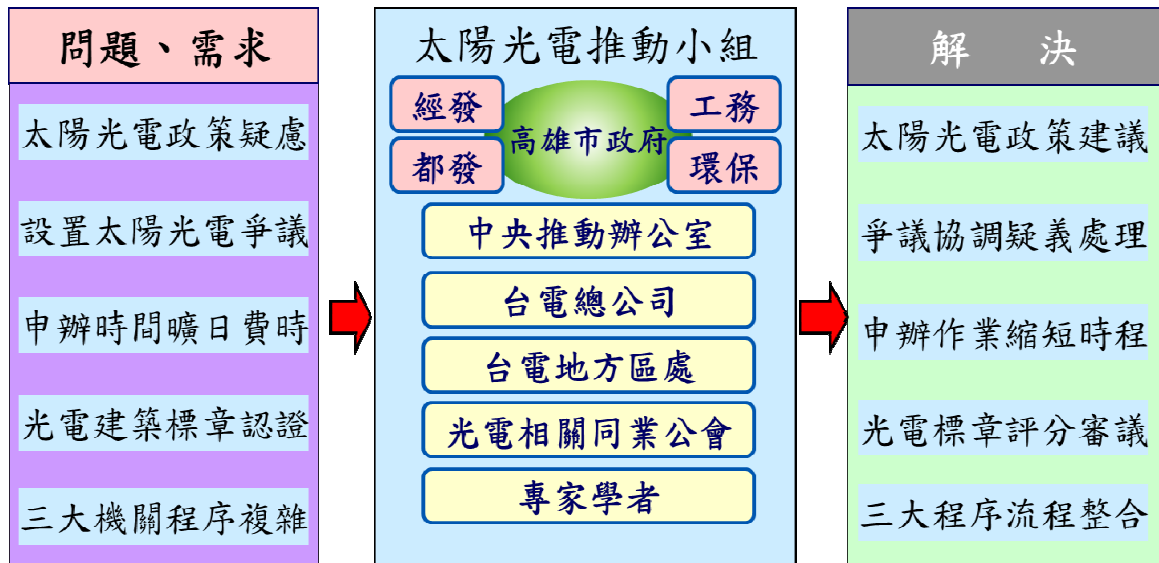 問題、需求
太陽光電政策疑慮
設置太陽光電爭議
申辦時間曠日費時
光電建築標章認證
三大機關程序複雜
太陽光電推動小組
經發
工務
高雄市政府
都發
環保
中央推動辦公室
台電總公司
台電地方區處
光電相關同業公會
專家學者
解 決
太陽光電政策建議
爭議協調疑義處理
申辦作業縮短時程
光電標章評分審議
三大程序流程整合